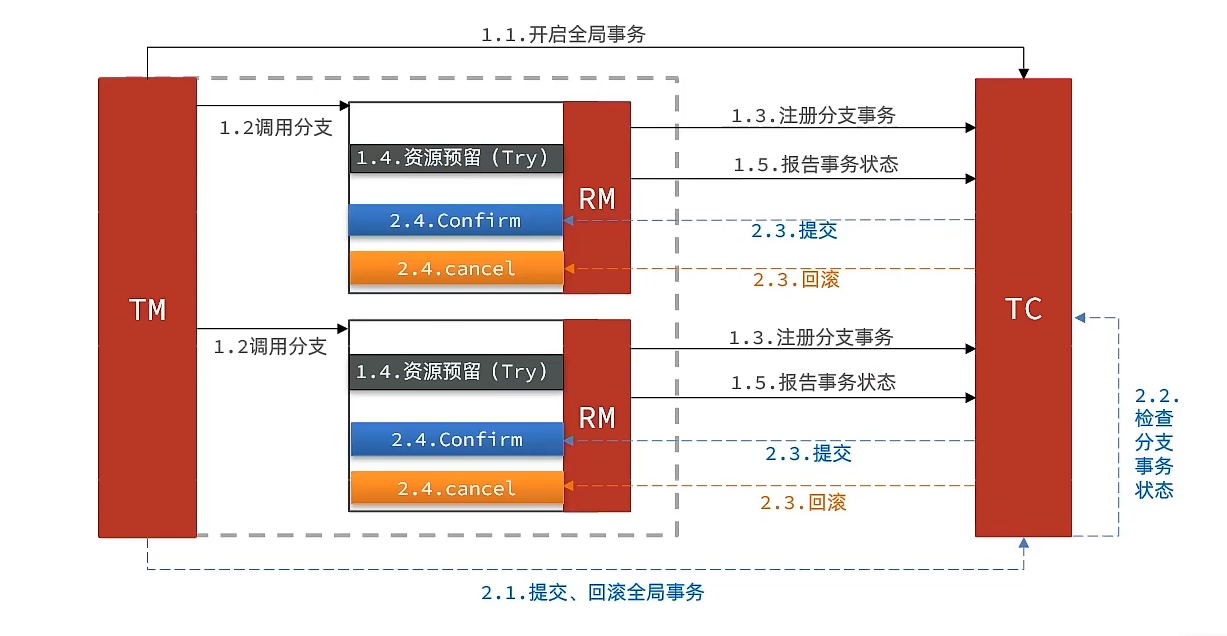 1.1.开启全局事务
1.2调用分支
1.3.注册分支事务
1.4.资源预留（Try）
1.5.报告事务状态
RM
2.4.Confirm
2.3.提交
2.4.cancel
2.3.回滚
TM
TC
1.2调用分支
1.3.注册分支事务
1.4.资源预留（Try）
1.5.报告事务状态
RM
2.4.Confirm
2.3.提交
2.4.cancel
2.3.回滚
2.2.
检查
分支
事务
状态
2.1.提交、回滚全局事务